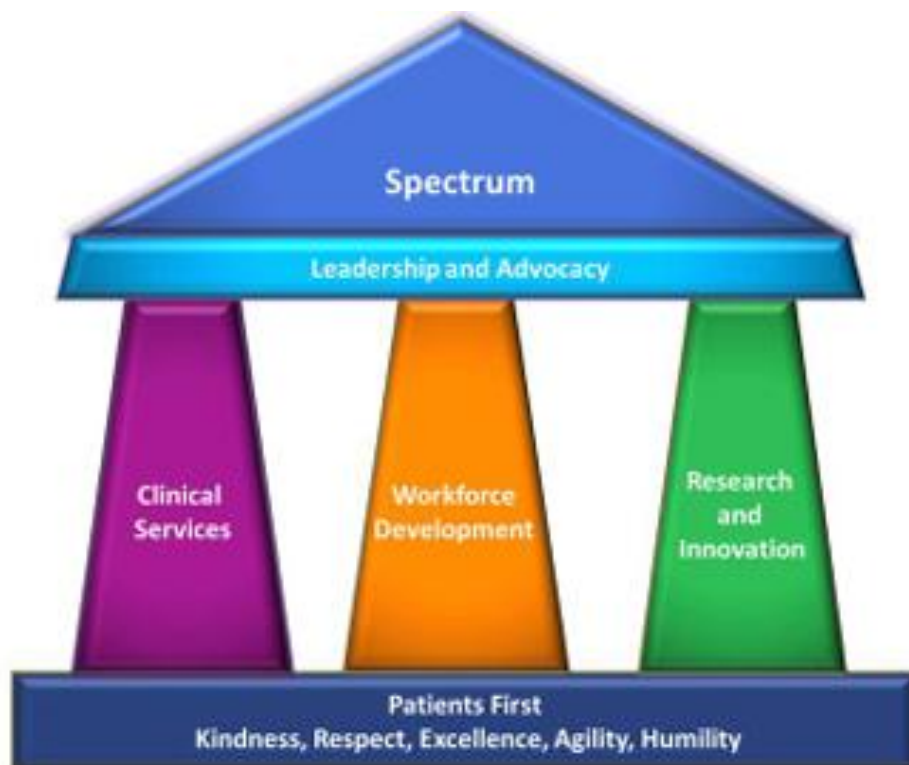 Spectrum
Leadership and Advocacy
Clinical
Services
Workforce
Development
Research
and
Innovation
Patients First
Kindness, Respect, Excellence, Agility, Humility